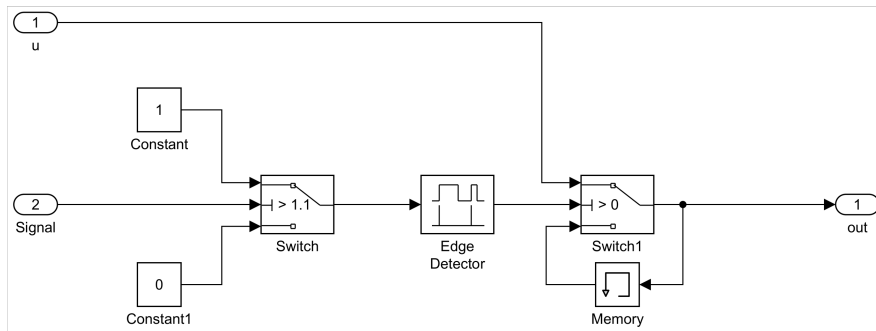 1
u
1
Constant
2
Signal
> 1.1
Switch
Edge
Detector
> 0
Switch1
1
out
0
Constant1
Memory